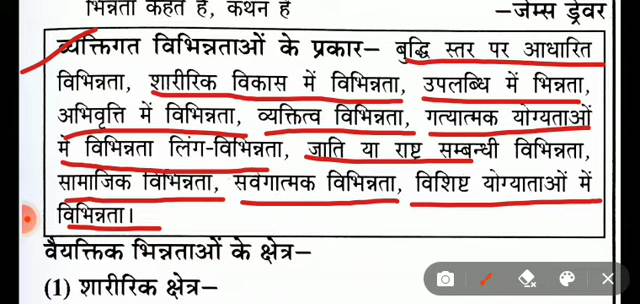 भिन्नता कहते हैं, कथन है
–जेम्स ड्रेवर
व्यक्तिगत विभिन्नताओं के प्रकार– बुद्धि स्तर पर आधारित
विभिन्नता, शारीरिक विकास में विभिन्नता, उपलब्धि में भिन्नता,
अभिवृत्ति में विभिन्नता, व्यक्तित्व विभिन्नता, गत्यात्मक योग्यताओं
में विभिन्नता लिंग-विभिन्नता, जाति या राष्ट्र सम्बन्धी विभिन्नता,
सामाजिक विभिन्नता, संवेगात्मक विभिन्नता, विशिष्ट योग्याताओं में
विभिन्नता।
वैयक्तिक भिन्नताओं के क्षेत्र–
(1) शारीरिक क्षेत्र–